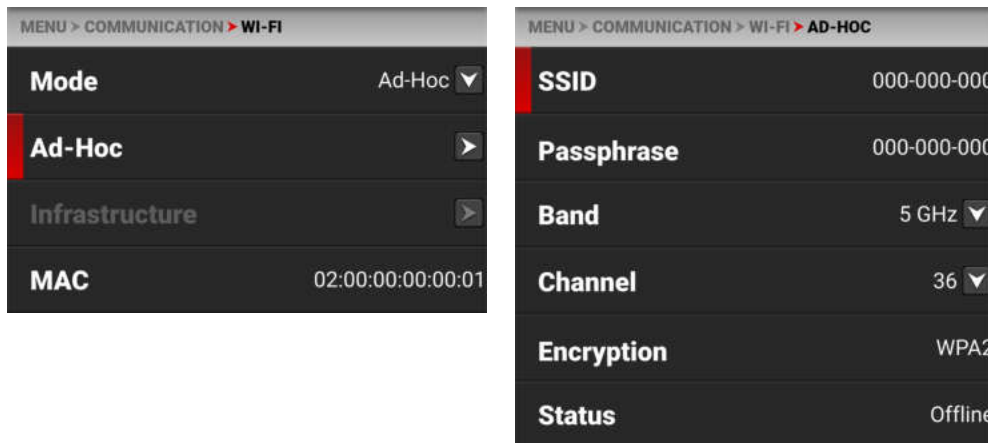 MENU > COMMUNICATION > WI-FI
Mode Ad-Hoc
Ad-Hoc
Infrastructure
MAC 02:00:00:00:00:01
MENU > COMMUNICATION > WI-FI > AD-HOC
SSID 000-000-000
Passphrase 000-000-000
Band 5 GHz
Channel 36
Encryption WPA2
Status Offline